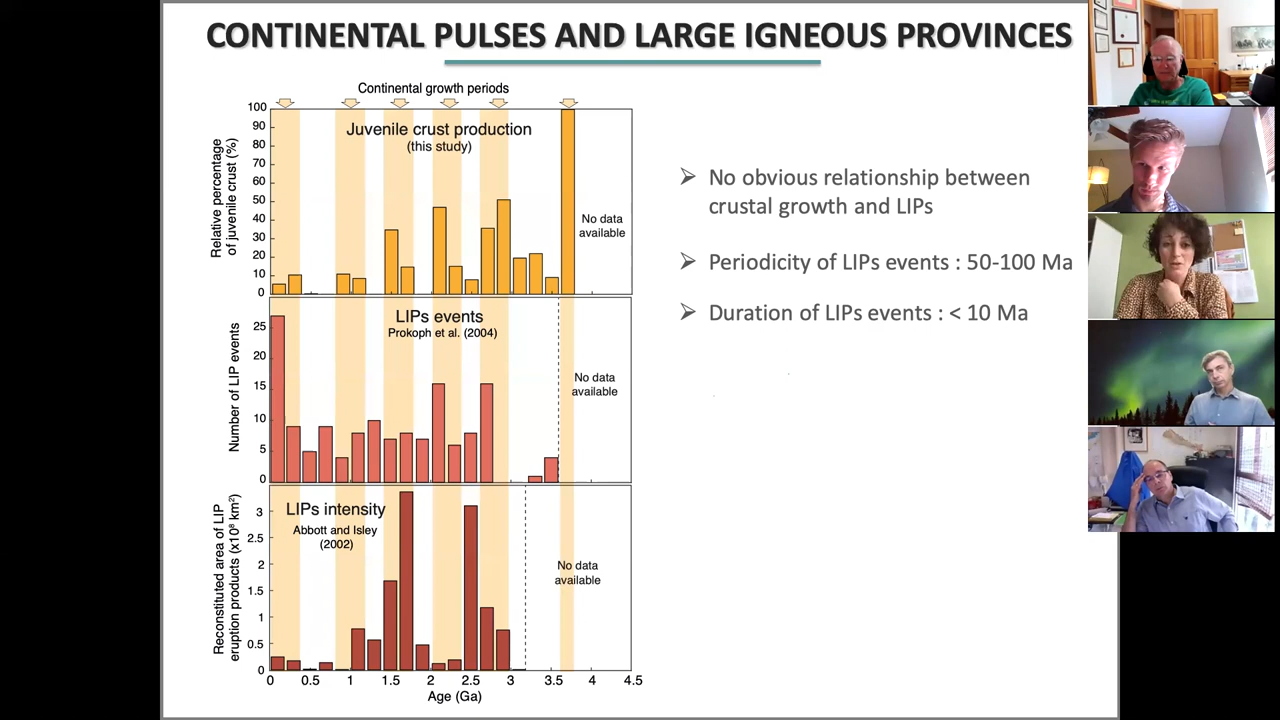 CONTINENTAL PULSES AND LARGE IGNEOUS PROVINCES
Continental growth periods
Juvenile crust production
(this study)
Relative percentage
of juvenile crust (%)
100
90
80
70
60
50
40
30
20
10
0
No data
available
LIPs events
Prokoph et al. (2004)
Number of LIP events
25
20
15
10
5
0
No data
available
LIPs intensity
Abbott and Isley
(2002)
Reconstituted area of LIP
eruption products (x10⁸ km²)
3
2.5
2
1.5
1
0.5
0
No data
available
0 0.5 1 1.5 2 2.5 3 3.5 4 4.5
Age (Ga)
➢ No obvious relationship between
crustal growth and LIPs
➢ Periodicity of LIPs events : 50-100 Ma
➢ Duration of LIPs events : < 10 Ma